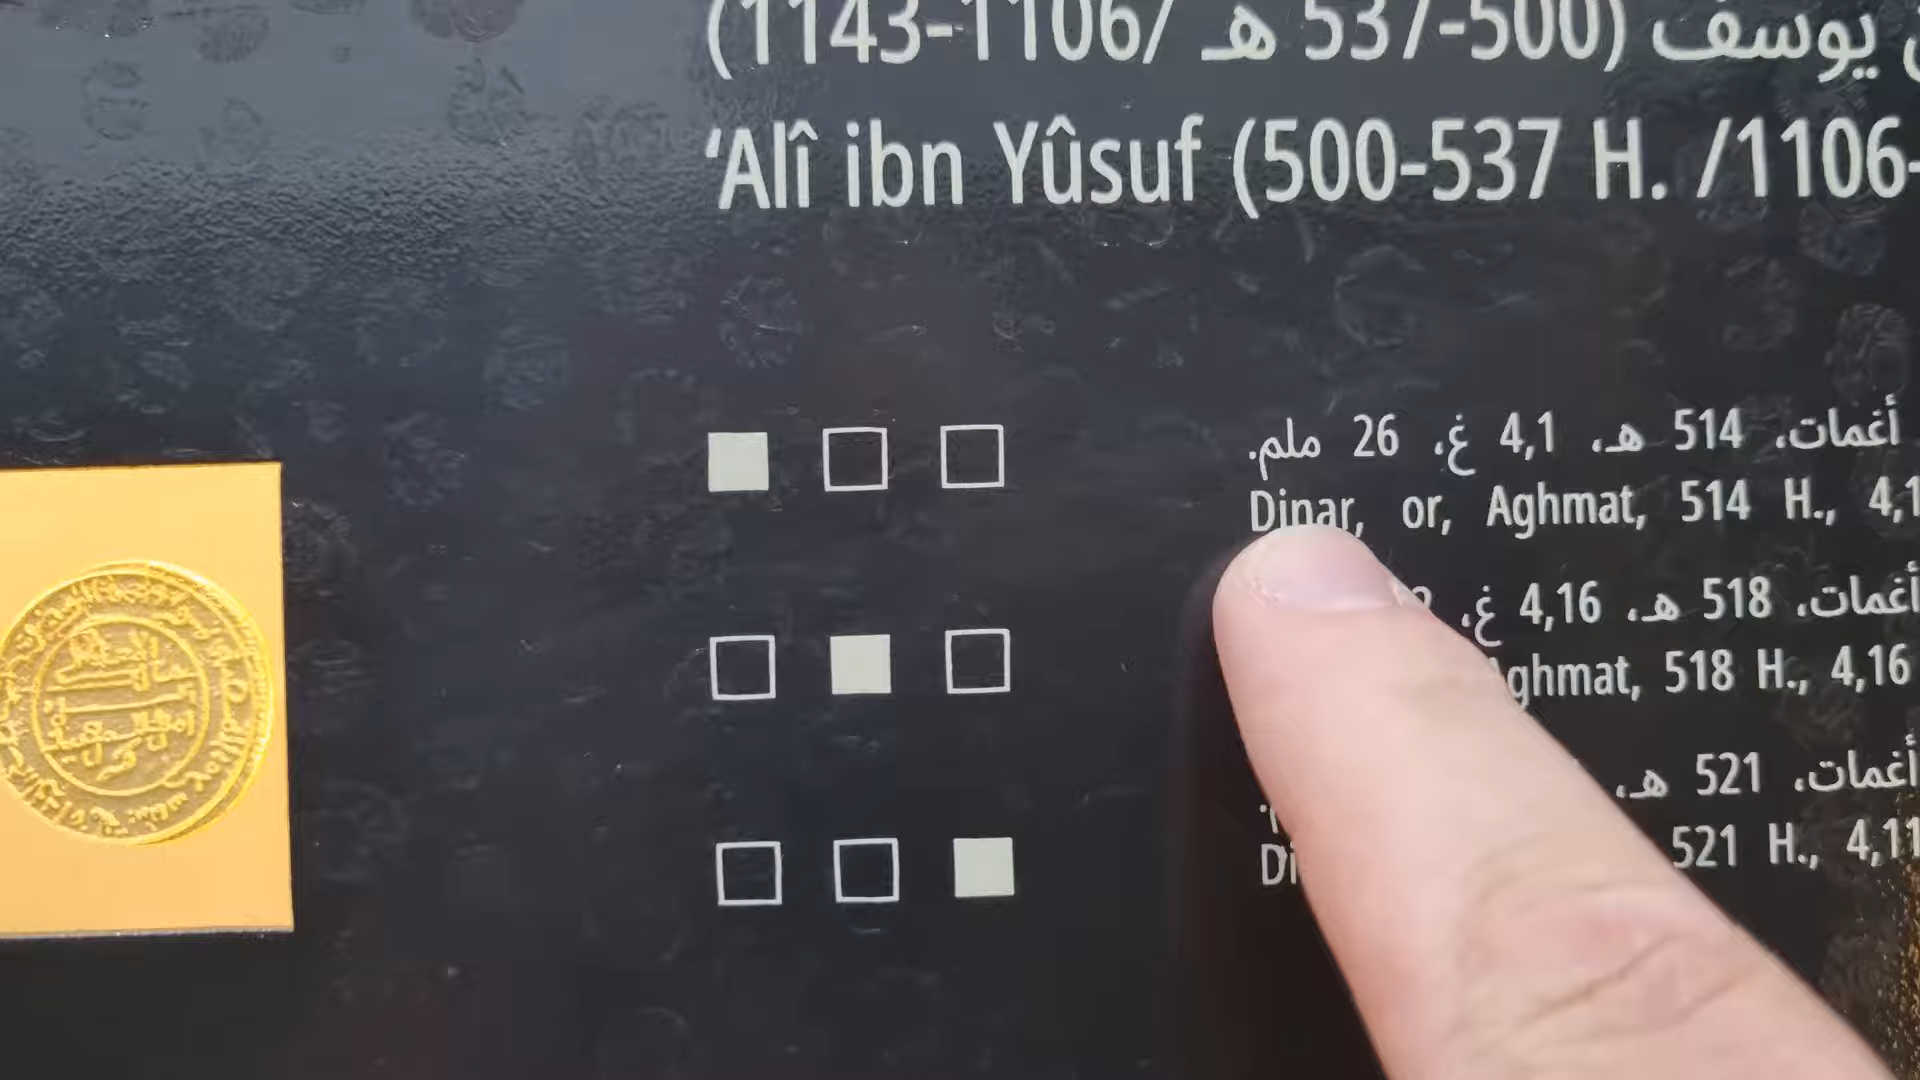 يوسف (500-537 هـ /1106-1143)
‘Alî ibn Yûsuf (500-537 H. /1106-
أغمات، 514 هـ، 4,1 غ، 26 ملم.
Dinar, or, Aghmat, 514 H., 4,1
أغمات، 518 هـ، 4,16 غ،
Aghmat, 518 H., 4,16
أغمات، 521 هـ،
521 H., 4,11